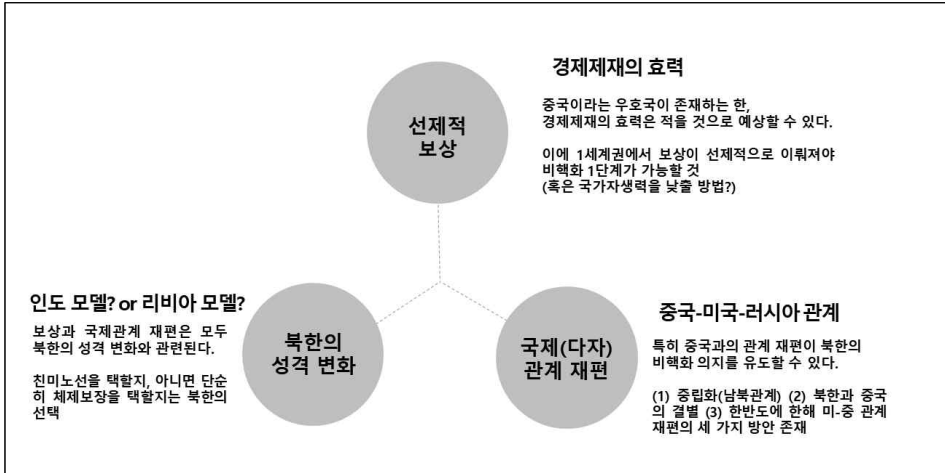 경제제재의 효력
선제적
보상
중국이라는 우호국이 존재하는 한,
경제제재의 효력은 적을 것으로 예상할 수 있다.
이에 1세계권에서 보상이 선제적으로 이뤄져야
비핵화 1단계가 가능할 것
(혹은 국가자생력을 낮출 방법?)
인도 모델? or 리비아 모델?
보상과 국제관계 재편은 모두
북한의 성격 변화와 관련된다.
친미노선을 택할지, 아니면 단순
히 체제보장을 택할지는 북한의
선택
북한의
성격 변화
국제(다자)
관계 재편
중국-미국-러시아 관계
특히 중국과의 관계 재편이 북한의
비핵화 의지를 유도할 수 있다.
(1) 중립화(남북관계) (2) 북한과 중국
의 결별 (3) 한반도에 한해 미-중 관계
재편의 세 가지 방안 존재